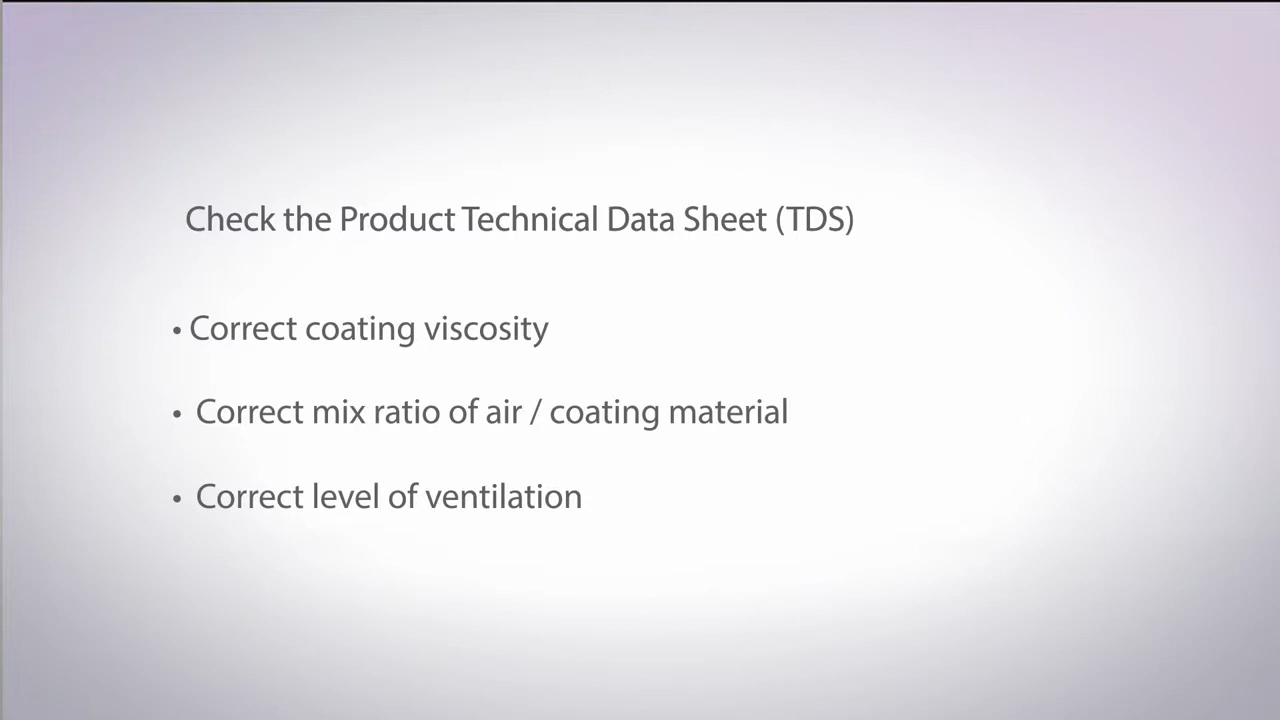 Check the Product Technical Data Sheet (TDS)
• Correct coating viscosity
• Correct mix ratio of air / coating material
• Correct level of ventilation